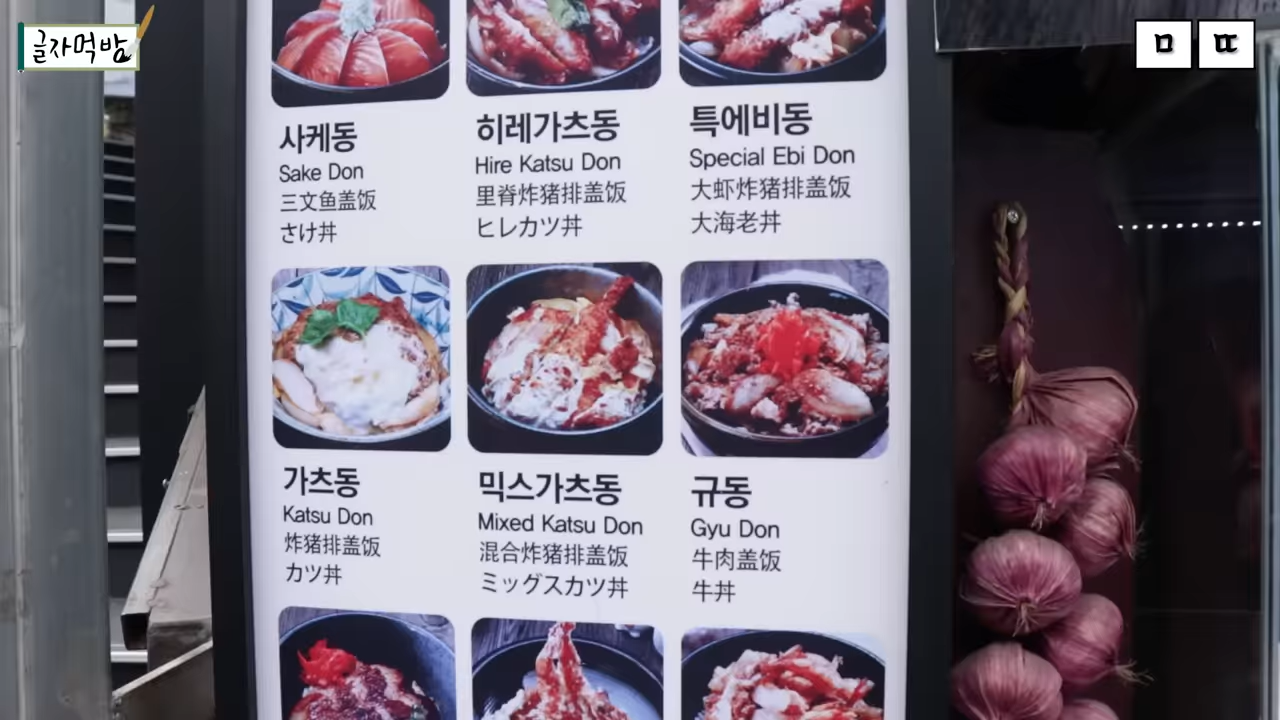 글자먹방
ㅁ ㄸ
사케동
Sake Don
三文鱼盖饭
さけ丼
히레가츠동
Hire Katsu Don
里脊炸猪排盖饭
ヒレカツ丼
특에비동
Special Ebi Don
大虾炸猪排盖饭
大海老丼
가츠동
Katsu Don
炸猪排盖饭
カツ丼
믹스가츠동
Mixed Katsu Don
混合炸猪排盖饭
ミッグスカツ丼
규동
Gyu Don
牛肉盖饭
牛丼